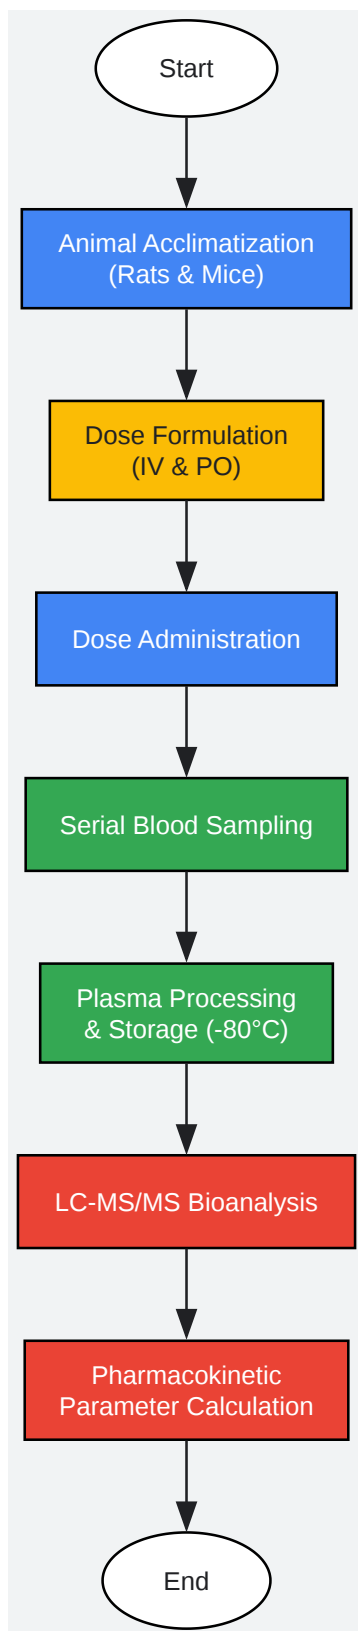 Start
Animal Acclimatization
(Rats & Mice)
Dose Formulation
(IV & PO)
Dose Administration
Serial Blood Sampling
Plasma Processing
& Storage (-80°C)
LC-MS/MS Bioanalysis
Pharmacokinetic
Parameter Calculation
End